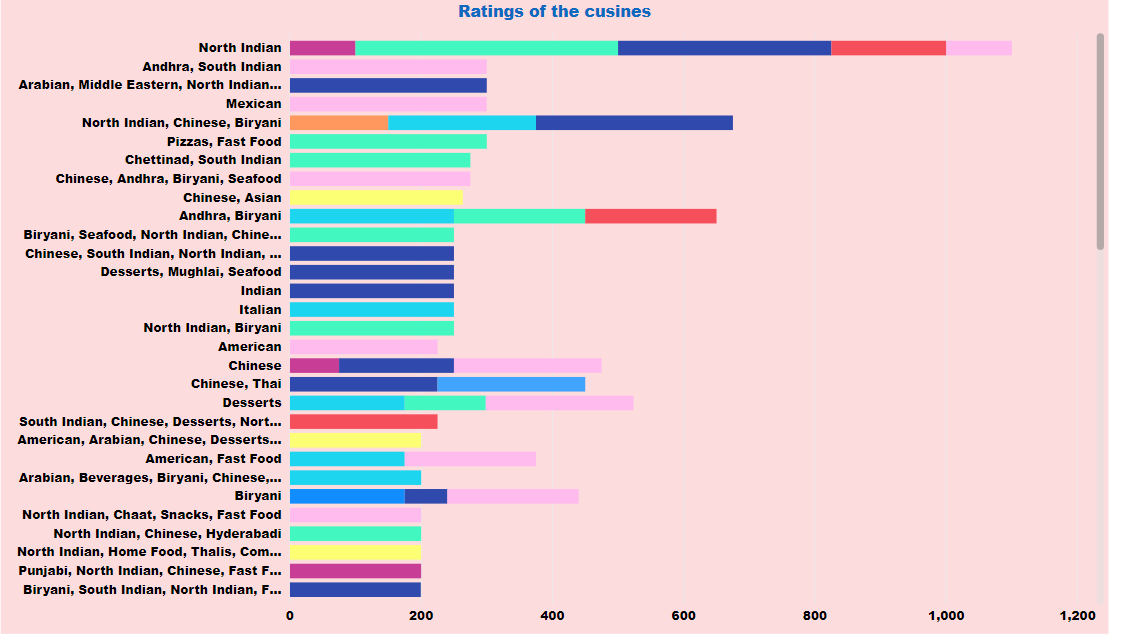 Ratings of the cusines
North Indian
Andhra, South Indian
Arabian, Middle Eastern, North Indian...
Mexican
North Indian, Chinese, Biryani
Pizzas, Fast Food
Chettinad, South Indian
Chinese, Andhra, Biryani, Seafood
Chinese, Asian
Andhra, Biryani
Biryani, Seafood, North Indian, Chine...
Chinese, South Indian, North Indian, ...
Desserts, Mughlai, Seafood
Indian
Italian
North Indian, Biryani
American
Chinese
Chinese, Thai
Desserts
South Indian, Chinese, Desserts, Nort...
American, Arabian, Chinese, Desserts...
American, Fast Food
Arabian, Beverages, Biryani, Chinese,...
Biryani
North Indian, Chaat, Snacks, Fast Food
North Indian, Chinese, Hyderabadi
North Indian, Home Food, Thalis, Com...
Punjabi, North Indian, Chinese, Fast F...
Biryani, South Indian, North Indian, F...
0 200 400 600 800 1,000 1,200